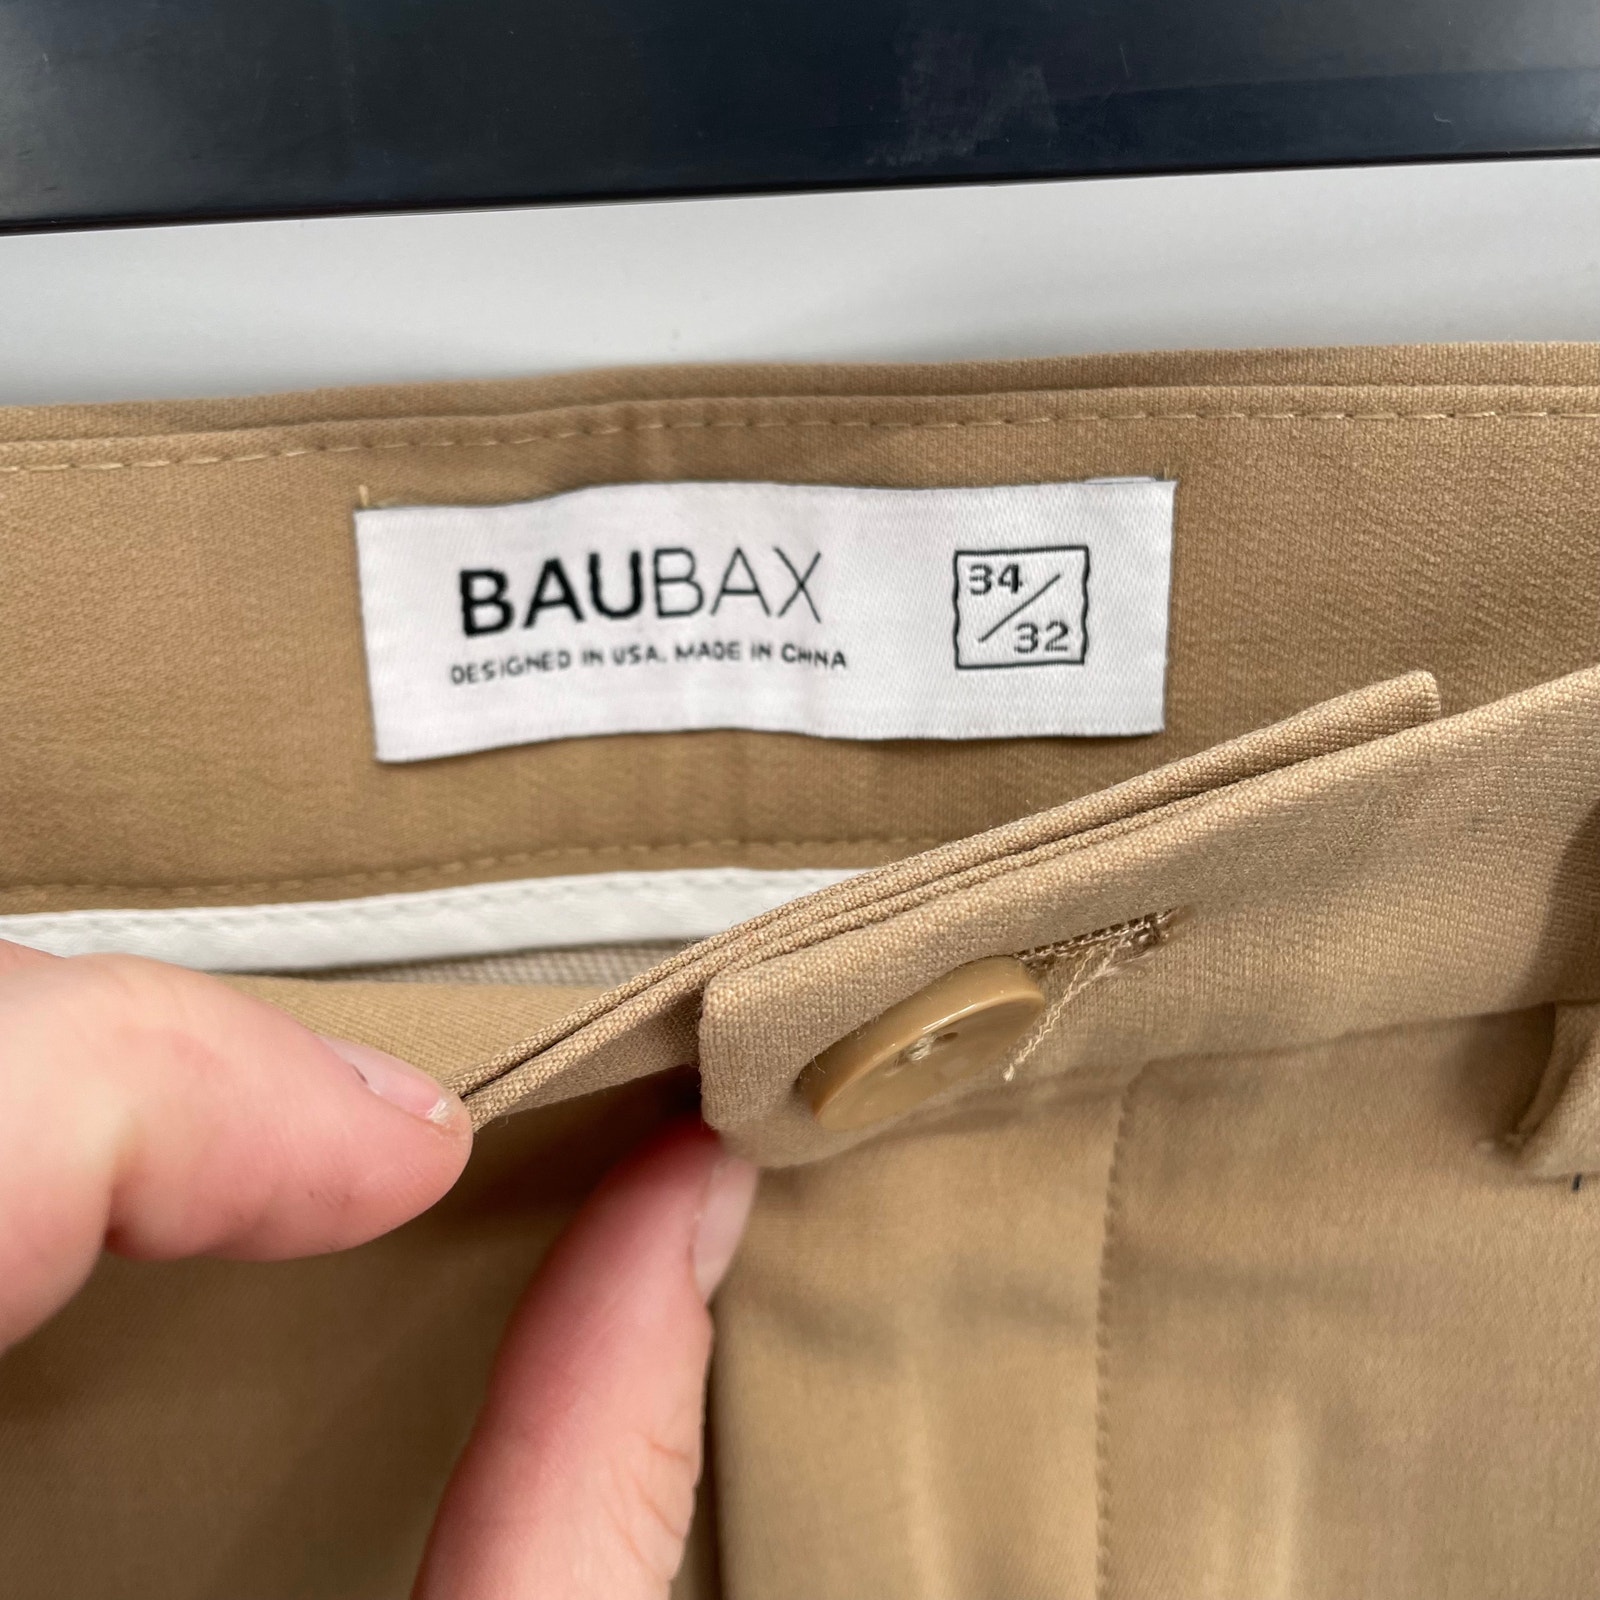 BAUBAX
DESIGNED IN USA. MADE IN CHINA
34/32